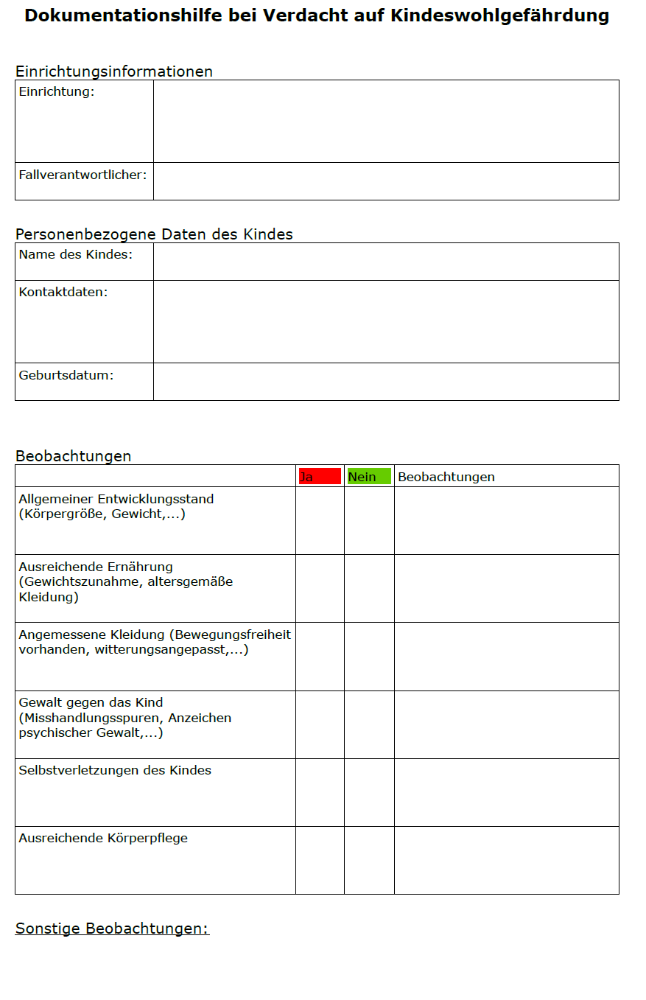 Dokumentationshilfe bei Verdacht auf Kindeswohlgefährdung
Einrichtungsinformationen
Einrichtung:
Fallverantwortlicher:
Personenbezogene Daten des Kindes
Name des Kindes:
Kontaktdaten:
Geburtsdatum:
Beobachtungen
Ja Nein Beobachtungen
Allgemeiner Entwicklungsstand
(Körpergröße, Gewicht,...)
Ausreichende Ernährung
(Gewichtszunahme, altersgemäße
Kleidung)
Angemessene Kleidung (Bewegungsfreiheit
vorhanden, witterungsangepasst,...)
Gewalt gegen das Kind
(Misshandlungsspuren, Anzeichen
psychischer Gewalt,...)
Selbstverletzungen des Kindes
Ausreichende Körperpflege
Sonstige Beobachtungen: